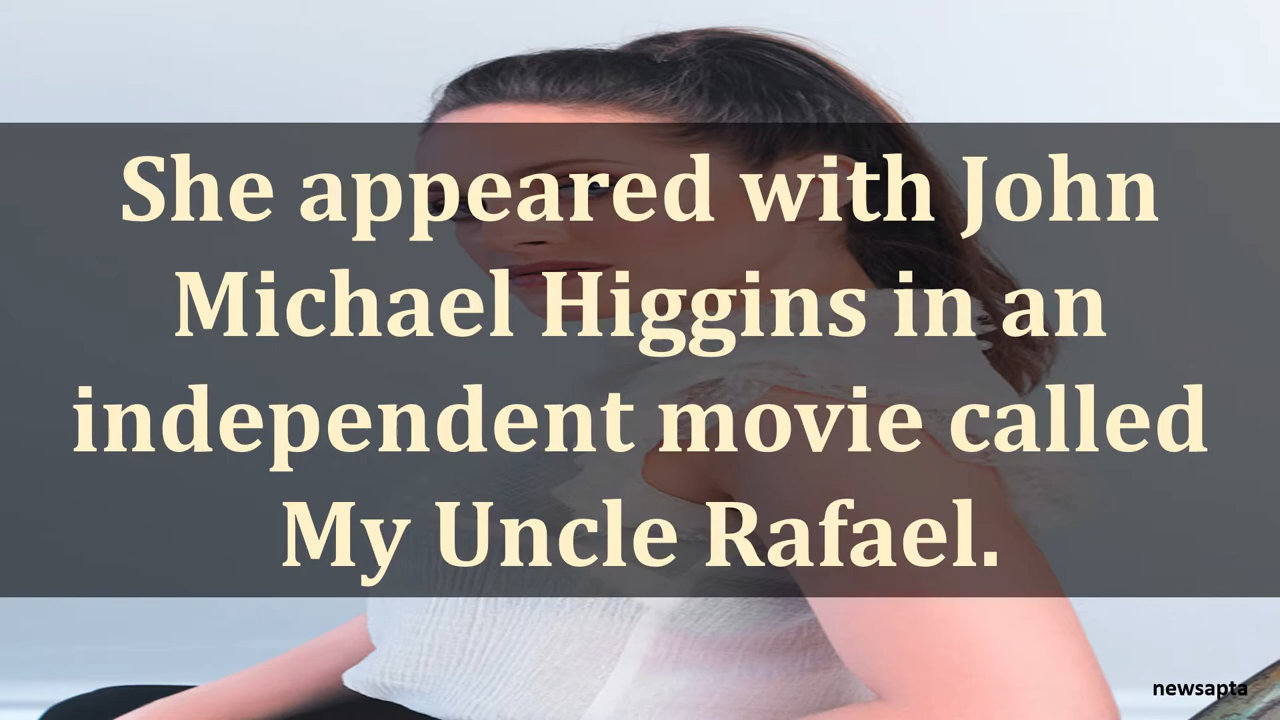 She appeared with John
Michael Higgins in an
independent movie called
My Uncle Rafael.
newsapta